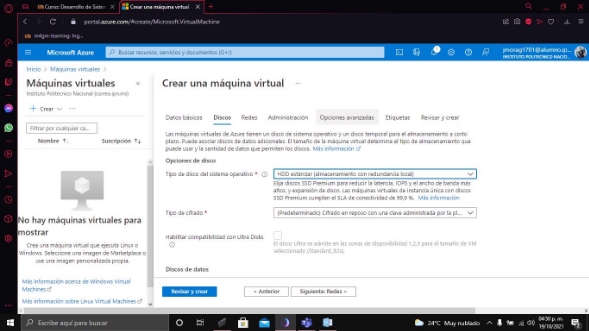 Curso: Desarrollo de Sistem
Crear una máquina virtual
portal.azure.com/#create/Microsoft.VirtualMachine
Microsoft Azure
Buscar recursos, servicios y documentos (G+/)
jmorag1701@alumno.ip...
INSTITUTO POLITECNICO NACIO...
Inicio > Máquinas virtuales >
Máquinas virtuales
Instituto Politecnico Nacional (correo.ipn.mx)
+ Crear
Filtrar por cualquier ca...
Nombre ↑↓
Suscripción ↑↓
No hay máquinas virtuales para
mostrar
Cree una máquina virtual que ejecuta Linux o
Windows. Seleccione una imagen de Marketplace o
use una imagen personalizada propia.
Más información acerca de Windows Virtual
Machines
Más información sobre Linux Virtual Machines
Crear una máquina virtual ...
Datos básicos
Discos
Redes
Administración
Opciones avanzadas
Etiquetas
Revisar y crear
Las máquinas virtuales de Azure tienen un disco de sistema operativo y un disco temporal para el almacenamiento a corto
plazo. Puede asociar discos de datos adicionales. El tamaño de la máquina virtual determina el tipo de almacenamiento que
puede usar y la cantidad de datos que permiten los discos. Más información
Opciones de disco
Tipo de disco del sistema operativo *
HDD estándar (almacenamiento con redundancia local)
Elija discos SSD Premium para reducir la latencia, IOPS y el ancho de banda más
altos, y expansión de disco. Las máquinas virtuales de instancia única con discos
SSD Premium cumplen el SLA de conectividad de 99,9 %. Más información
Tipo de cifrado *
(Predeterminado) Cifrado en reposo con una clave administrada por la pl...
Habilitar compatibilidad con Ultra Disks
El disco Ultra se admite en las zonas de disponibilidad 1,2,3 para el tamaño de VM
seleccionado (Standard_B2s).
Discos de datos
Revisar y crear
< Anterior
Siguiente: Redes >
Escribe aquí para buscar
24°C Muy nublado
04:50 p. m.
19/10/2021